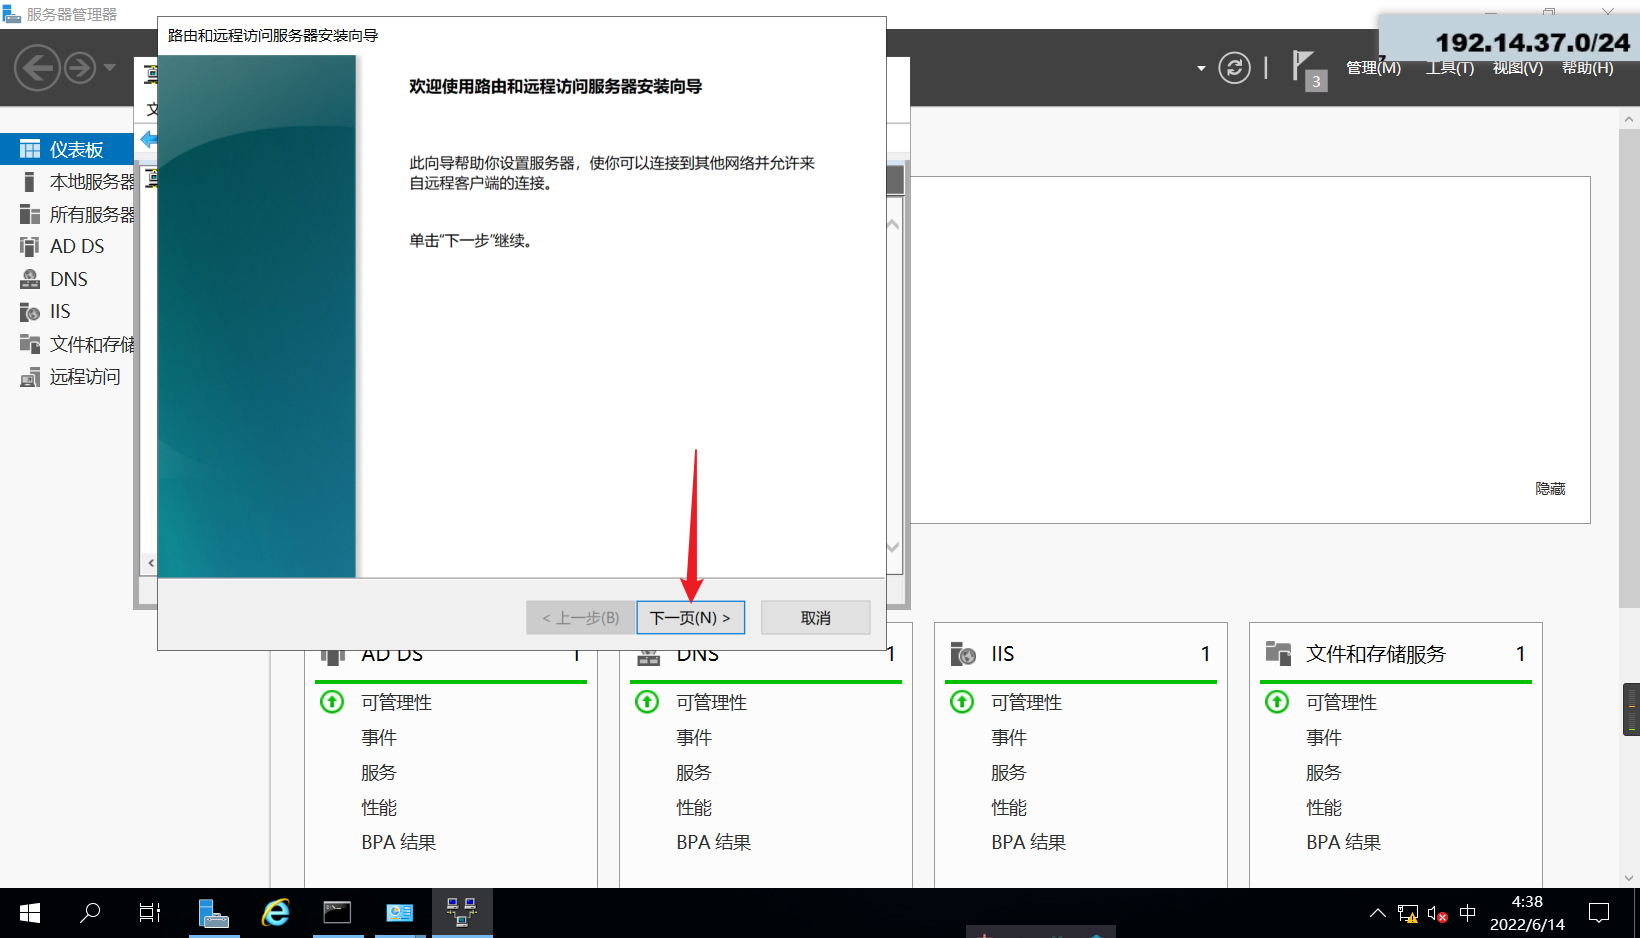 服务器管理器
192.14.37.0/24
3
管理(M)
工具(T)
视图(V)
帮助(H)
路由和远程访问服务器安装向导
欢迎使用路由和远程访问服务器安装向导
此向导帮助你设置服务器，使你可以连接到其他网络并允许来
自远程客户端的连接。
单击“下一步”继续。
< 上一步(B)
下一页(N) >
取消
仪表板
本地服务器
所有服务器
AD DS
DNS
IIS
文件和存储
远程访问
隐藏
AD DS 1
可管理性
事件
服务
性能
BPA 结果
DNS 1
可管理性
事件
服务
性能
BPA 结果
IIS 1
可管理性
事件
服务
性能
BPA 结果
文件和存储服务 1
可管理性
事件
服务
性能
BPA 结果
中
4:38
2022/6/14